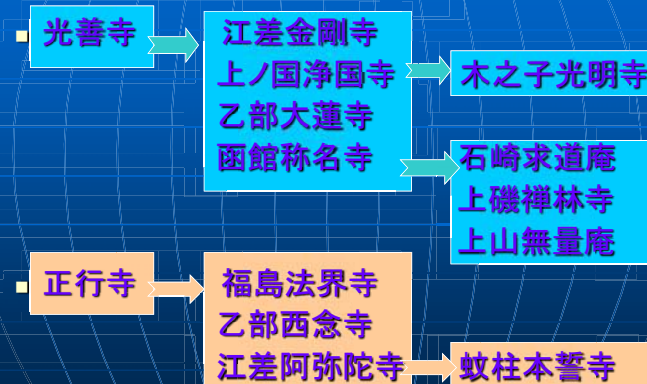 光善寺
江差金剛寺
上ノ国浄国寺
乙部大蓮寺
函館称名寺
木之子光明寺
石崎求道庵
上磯禅林寺
上山無量庵
正行寺
福島法界寺
乙部西念寺
江差阿弥陀寺
蚊柱本誓寺